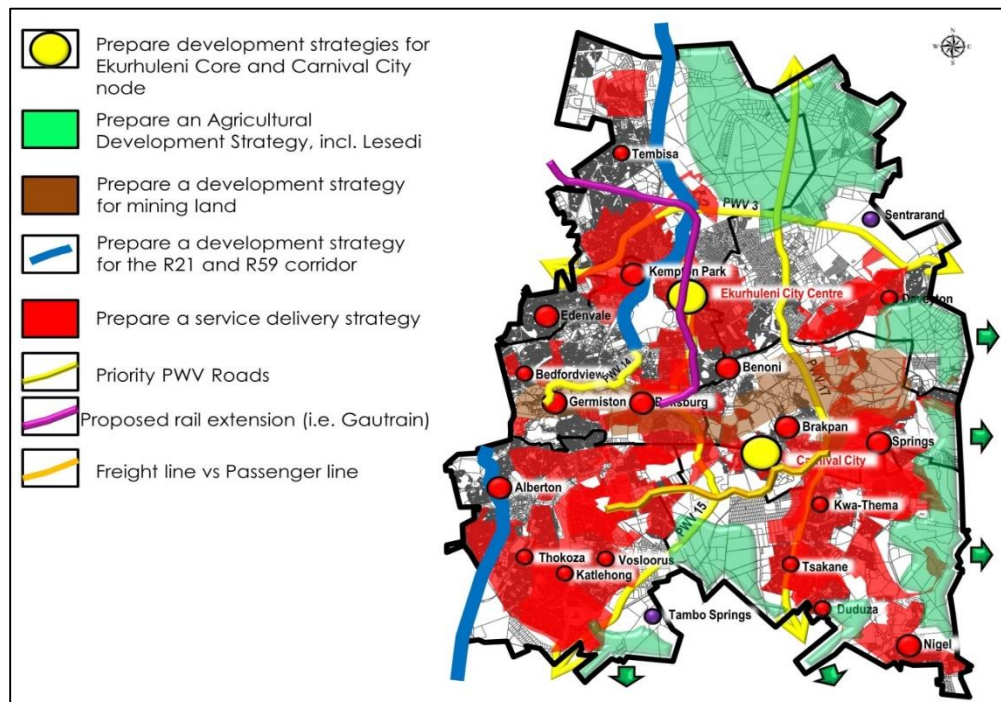 Prepare development strategies for
Ekurhuleni Core and Carnival City
node
Prepare an Agricultural
Development Strategy, incl. Lesedi
Prepare a development strategy
for mining land
Prepare a development strategy
for the R21 and R59 corridor
Prepare a service delivery strategy
Priority PWV Roads
Proposed rail extension (i.e. Gautrain)
Freight line vs Passenger line
N
W E
S
Tembisa
PWV 3
Sentrarand
Kempton Park
Ekurhuleni City Centre
Daveyton
Edenvale
PWV 14
Bedfordview
Benoni
PWV 17
Germiston
Boksburg
Brakpan
Springs
Carnival City
Alberton
Kwa-Thema
PWV 15
Thokoza
Vosloorus
Katlehong
Tsakane
Tambo Springs
Duduza
Nigel